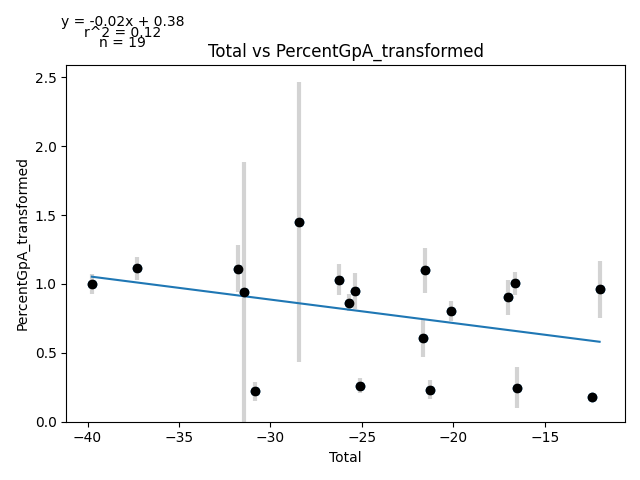 y = -0.02x + 0.38
r^2 = 0.12
n = 19
Total vs PercentGpA_transformed
PercentGpA_transformed
2.5
2.0
1.5
1.0
0.5
0.0
−40
−35
−30
−25
−20
−15
Total